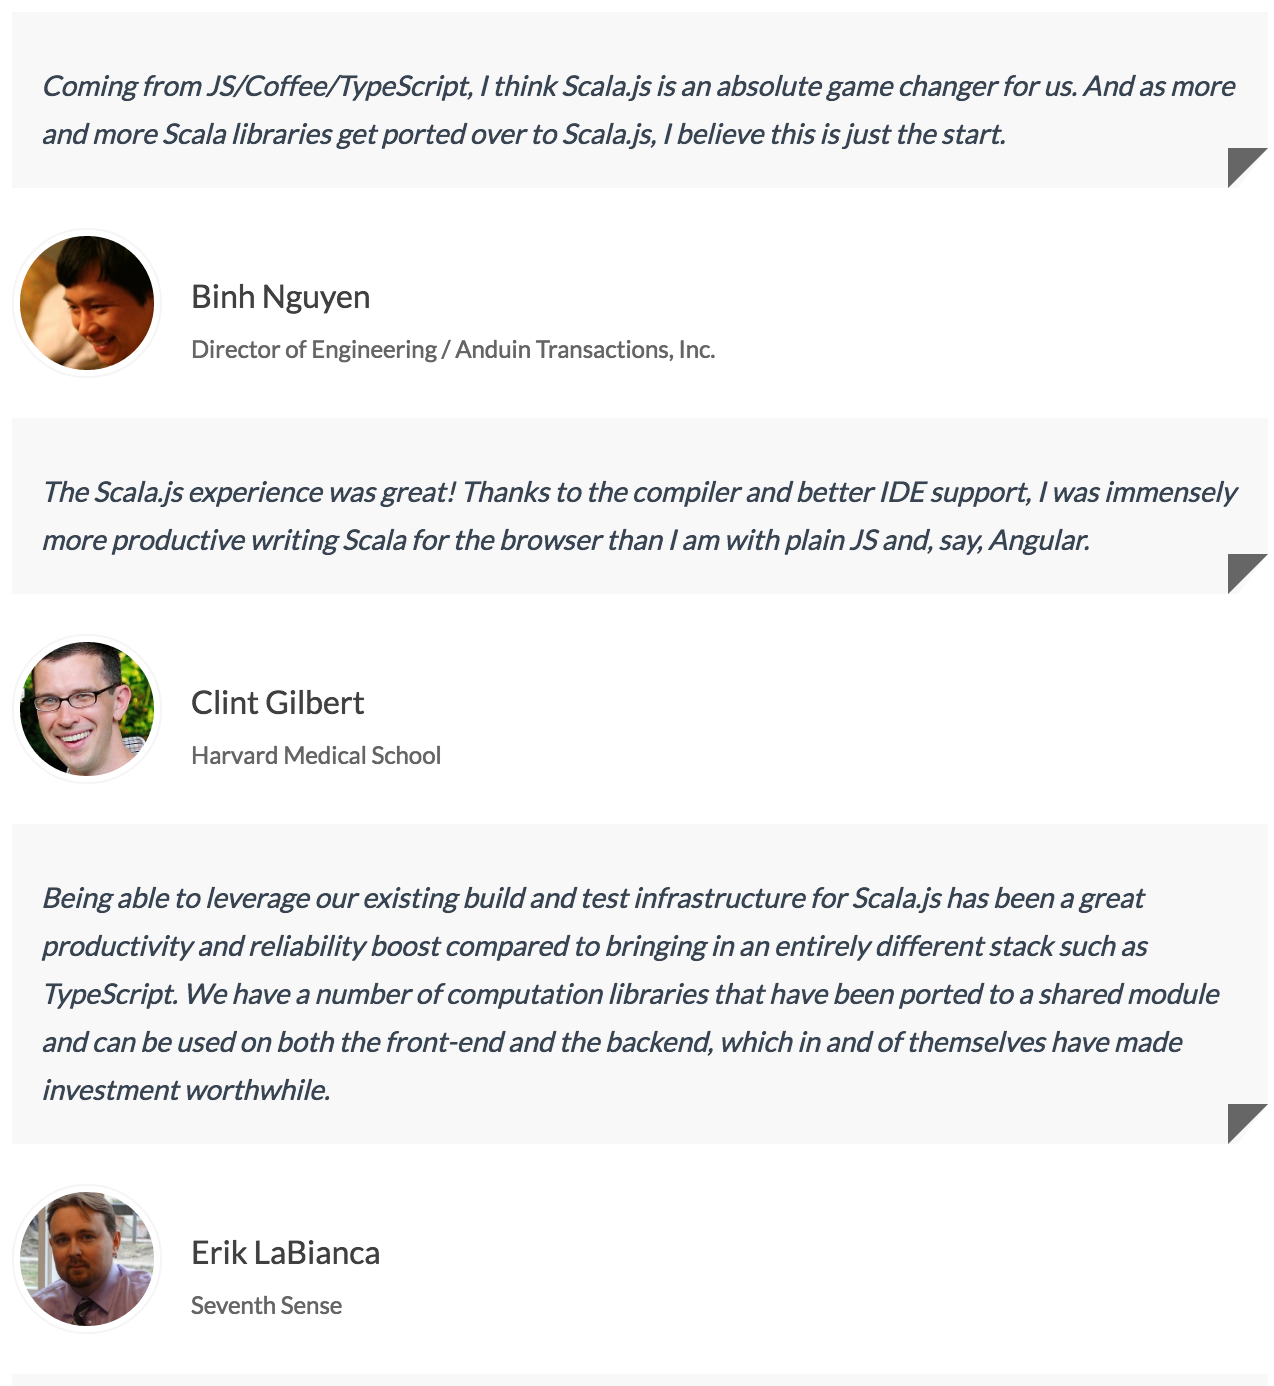 Coming from JS/Coffee/TypeScript, I think Scala.js is an absolute game changer for us. And as more
and more Scala libraries get ported over to Scala.js, I believe this is just the start.
Binh Nguyen
Director of Engineering / Anduin Transactions, Inc.
The Scala.js experience was great! Thanks to the compiler and better IDE support, I was immensely
more productive writing Scala for the browser than I am with plain JS and, say, Angular.
Clint Gilbert
Harvard Medical School
Being able to leverage our existing build and test infrastructure for Scala.js has been a great
productivity and reliability boost compared to bringing in an entirely different stack such as
TypeScript. We have a number of computation libraries that have been ported to a shared module
and can be used on both the front-end and the backend, which in and of themselves have made
investment worthwhile.
Erik LaBianca
Seventh Sense